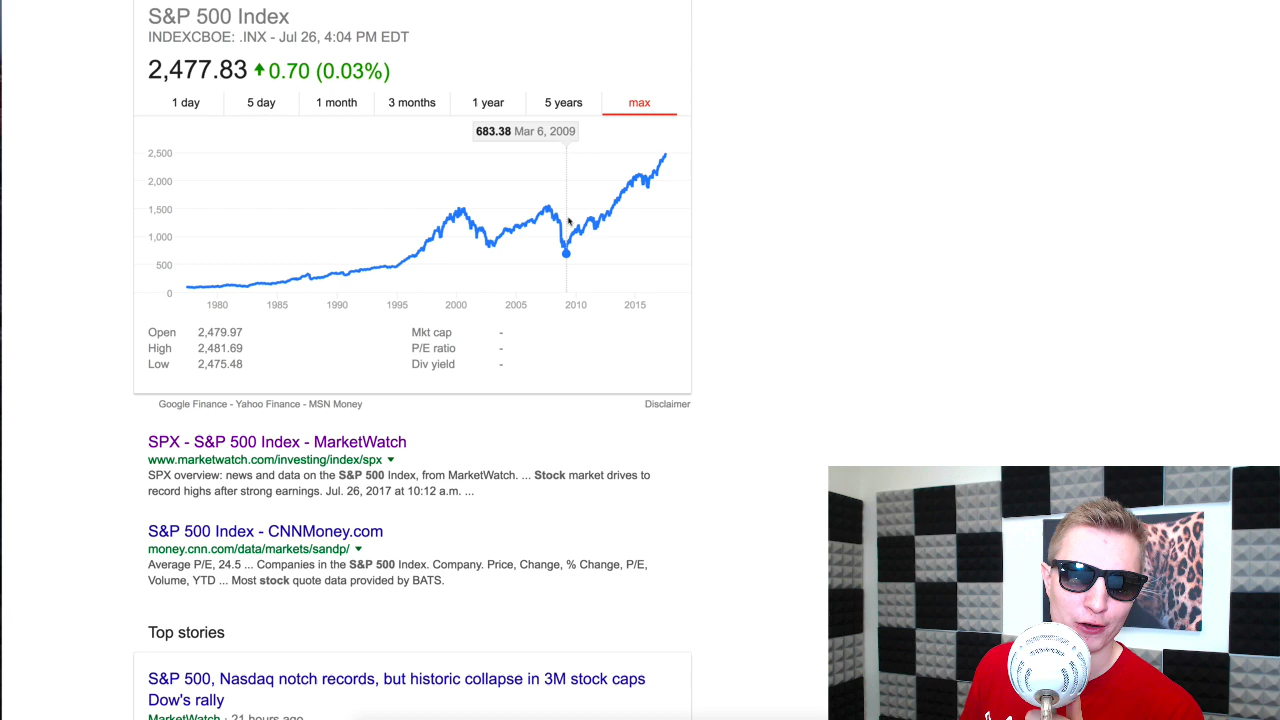 S&P 500 Index
INDEXCBOE: .INX - Jul 26, 4:04 PM EDT
2,477.83 0.70 (0.03%)
1 day 5 day 1 month 3 months 1 year 5 years max
683.38 Mar 6, 2009
2,500
2,000
1,500
1,000
500
0
1980 1985 1990 1995 2000 2005 2010 2015
Open 2,479.97 Mkt cap -
High 2,481.69 P/E ratio -
Low 2,475.48 Div yield -
Google Finance - Yahoo Finance - MSN Money Disclaimer
SPX - S&P 500 Index - MarketWatch
www.marketwatch.com/investing/index/spx
SPX overview: news and data on the S&P 500 Index, from MarketWatch. ... Stock market drives to
record highs after strong earnings. Jul. 26, 2017 at 10:12 a.m. ...
S&P 500 Index - CNNMoney.com
money.cnn.com/data/markets/sandp/
Average P/E, 24.5 ... Companies in the S&P 500 Index. Company. Price, Change, % Change, P/E,
Volume, YTD ... Most stock quote data provided by BATS.
Top stories
S&P 500, Nasdaq notch records, but historic collapse in 3M stock caps
Dow's rally
MarketWatch · 21 hours ago